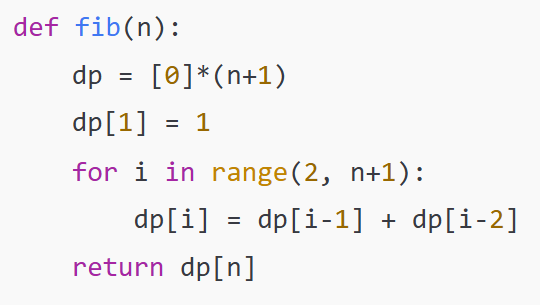 def fib(n):
    dp = [0]*(n+1)
    dp[1] = 1
    for i in range(2, n+1):
        dp[i] = dp[i-1] + dp[i-2]
    return dp[n]